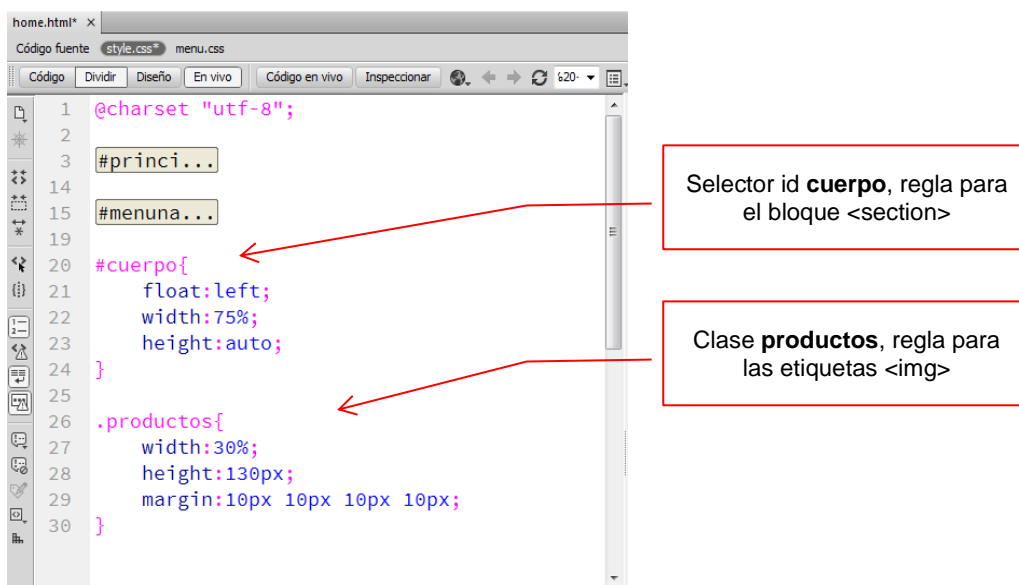 home.html* ×
Código fuente style.css* menu.css
Código Dividir Diseño En vivo Código en vivo Inspeccionar
1 @charset "utf-8";
2
3 #princi...
14
15 #menuna...
19
20 #cuerpo{
21 float:left;
22 width:75%;
23 height:auto;
24 }
25
26 .productos{
27 width:30%;
28 height:130px;
29 margin:10px 10px 10px 10px;
30 }
Selector id cuerpo, regla para
el bloque <section>
Clase productos, regla para
las etiquetas <img>